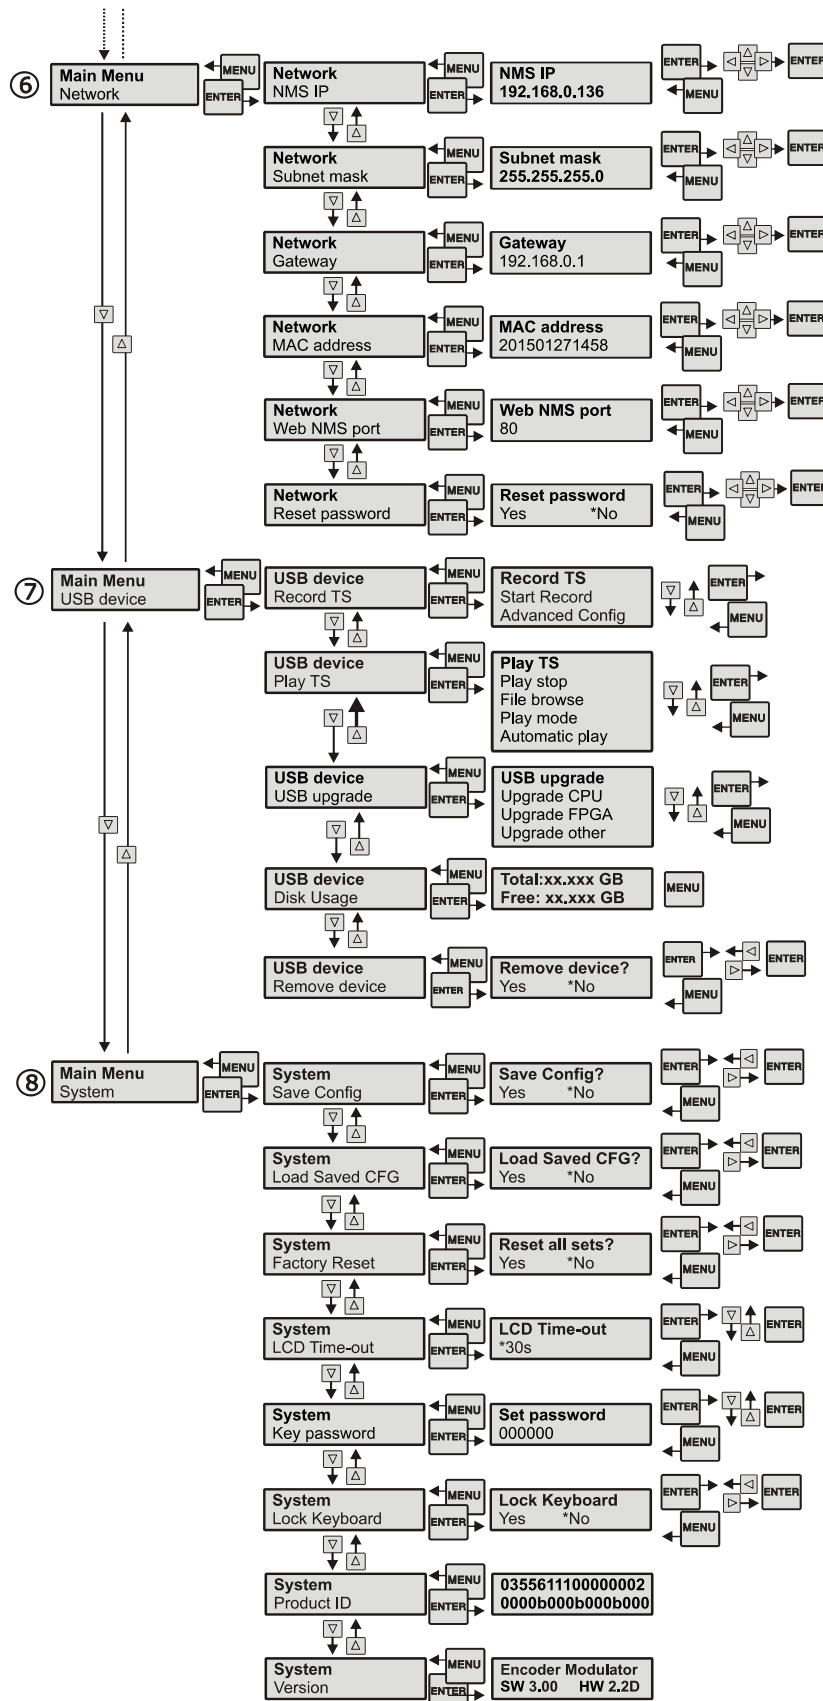 ⑥
Main Menu
Network
MENU
ENTER
Network
NMS IP
MENU
ENTER
NMS IP
192.168.0.136
ENTER
MENU
ENTER
Network
Subnet mask
MENU
ENTER
Subnet mask
255.255.255.0
ENTER
MENU
ENTER
Network
Gateway
MENU
ENTER
Gateway
192.168.0.1
ENTER
MENU
ENTER
Network
MAC address
MENU
ENTER
MAC address
201501271458
ENTER
MENU
ENTER
Network
Web NMS port
MENU
ENTER
Web NMS port
80
ENTER
MENU
ENTER
Network
Reset password
MENU
ENTER
Reset password
Yes *No
ENTER
MENU
ENTER
⑦
Main Menu
USB device
MENU
ENTER
USB device
Record TS
MENU
ENTER
Record TS
Start Record
Advanced Config
ENTER
MENU
USB device
Play TS
MENU
ENTER
Play TS
Play stop
File browse
Play mode
Automatic play
ENTER
MENU
USB device
USB upgrade
MENU
ENTER
USB upgrade
Upgrade CPU
Upgrade FPGA
Upgrade other
ENTER
MENU
USB device
Disk Usage
MENU
ENTER
Total:xx.xxx GB
Free: xx.xxx GB
MENU
USB device
Remove device
MENU
ENTER
Remove device?
Yes *No
ENTER
MENU
ENTER
⑧
Main Menu
System
MENU
ENTER
System
Save Config
MENU
ENTER
Save Config?
Yes *No
ENTER
MENU
ENTER
System
Load Saved CFG
MENU
ENTER
Load Saved CFG?
Yes *No
ENTER
MENU
ENTER
System
Factory Reset
MENU
ENTER
Reset all sets?
Yes *No
ENTER
MENU
ENTER
System
LCD Time-out
MENU
ENTER
LCD Time-out
*30s
ENTER
MENU
ENTER
System
Key password
MENU
ENTER
Set password
000000
ENTER
MENU
ENTER
System
Lock Keyboard
MENU
ENTER
Lock Keyboard
Yes *No
ENTER
MENU
ENTER
System
Product ID
MENU
ENTER
0355611100000002
0000b000b000b000
System
Version
MENU
ENTER
Encoder Modulator
SW 3.00 HW 2.2D